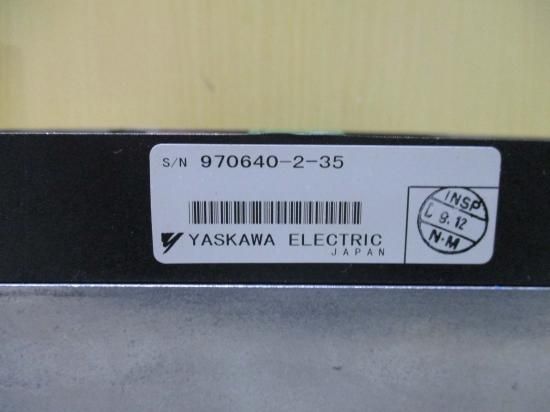 S/N 970640-2-35
YASKAWA ELECTRIC
JAPAN
INSP
9.12
N.M